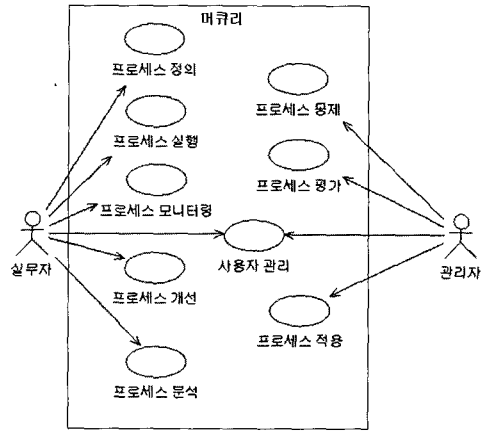 머큐리
프로세스 정의
프로세스 통제
프로세스 실행
프로세스 평가
프로세스 모니터링
사용자 관리
실무자
관리자
프로세스 개선
프로세스 적용
프로세스 분석